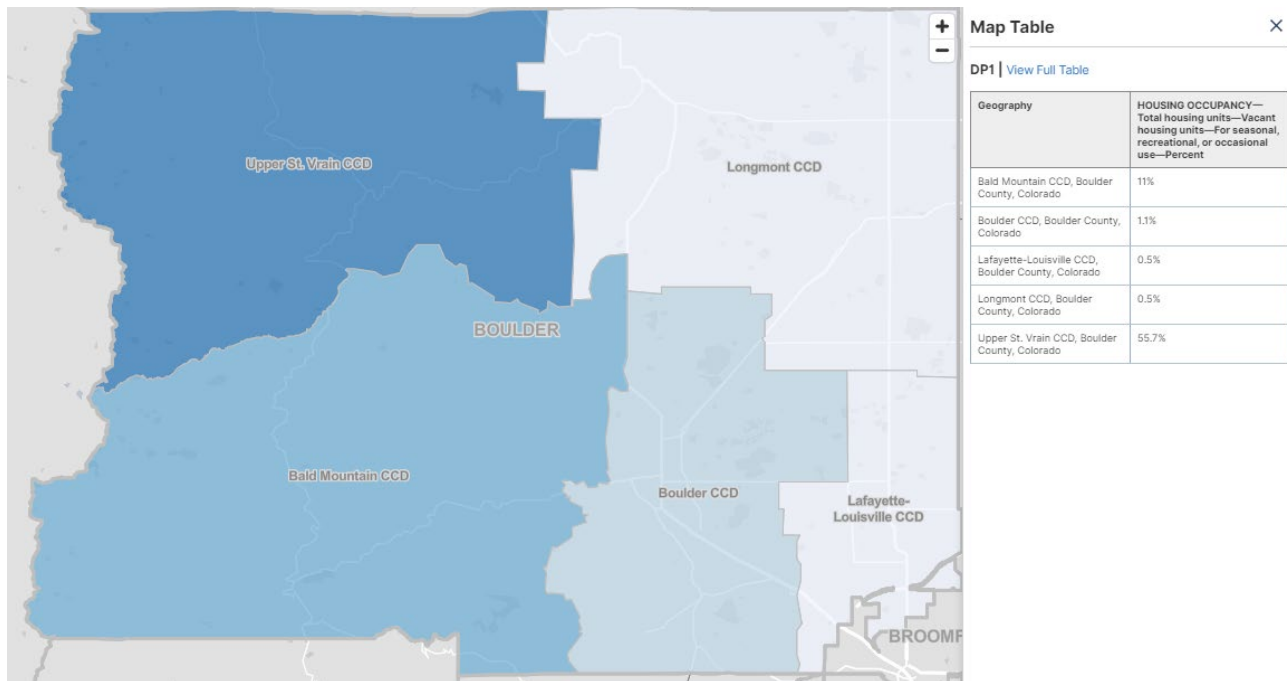 Upper St. Vrain CCD
Longmont CCD
BOULDER
Bald Mountain CCD
Boulder CCD
Lafayette-
Louisville CCD
BROOMF
+
−
Map Table
×
DP1 | View Full Table
Geography
HOUSING OCCUPANCY—
Total housing units—Vacant
housing units—For seasonal,
recreational, or occasional
use—Percent
Bald Mountain CCD, Boulder
County, Colorado
11%
Boulder CCD, Boulder County,
Colorado
1.1%
Lafayette-Louisville CCD,
Boulder County, Colorado
0.5%
Longmont CCD, Boulder
County, Colorado
0.5%
Upper St. Vrain CCD, Boulder
County, Colorado
55.7%